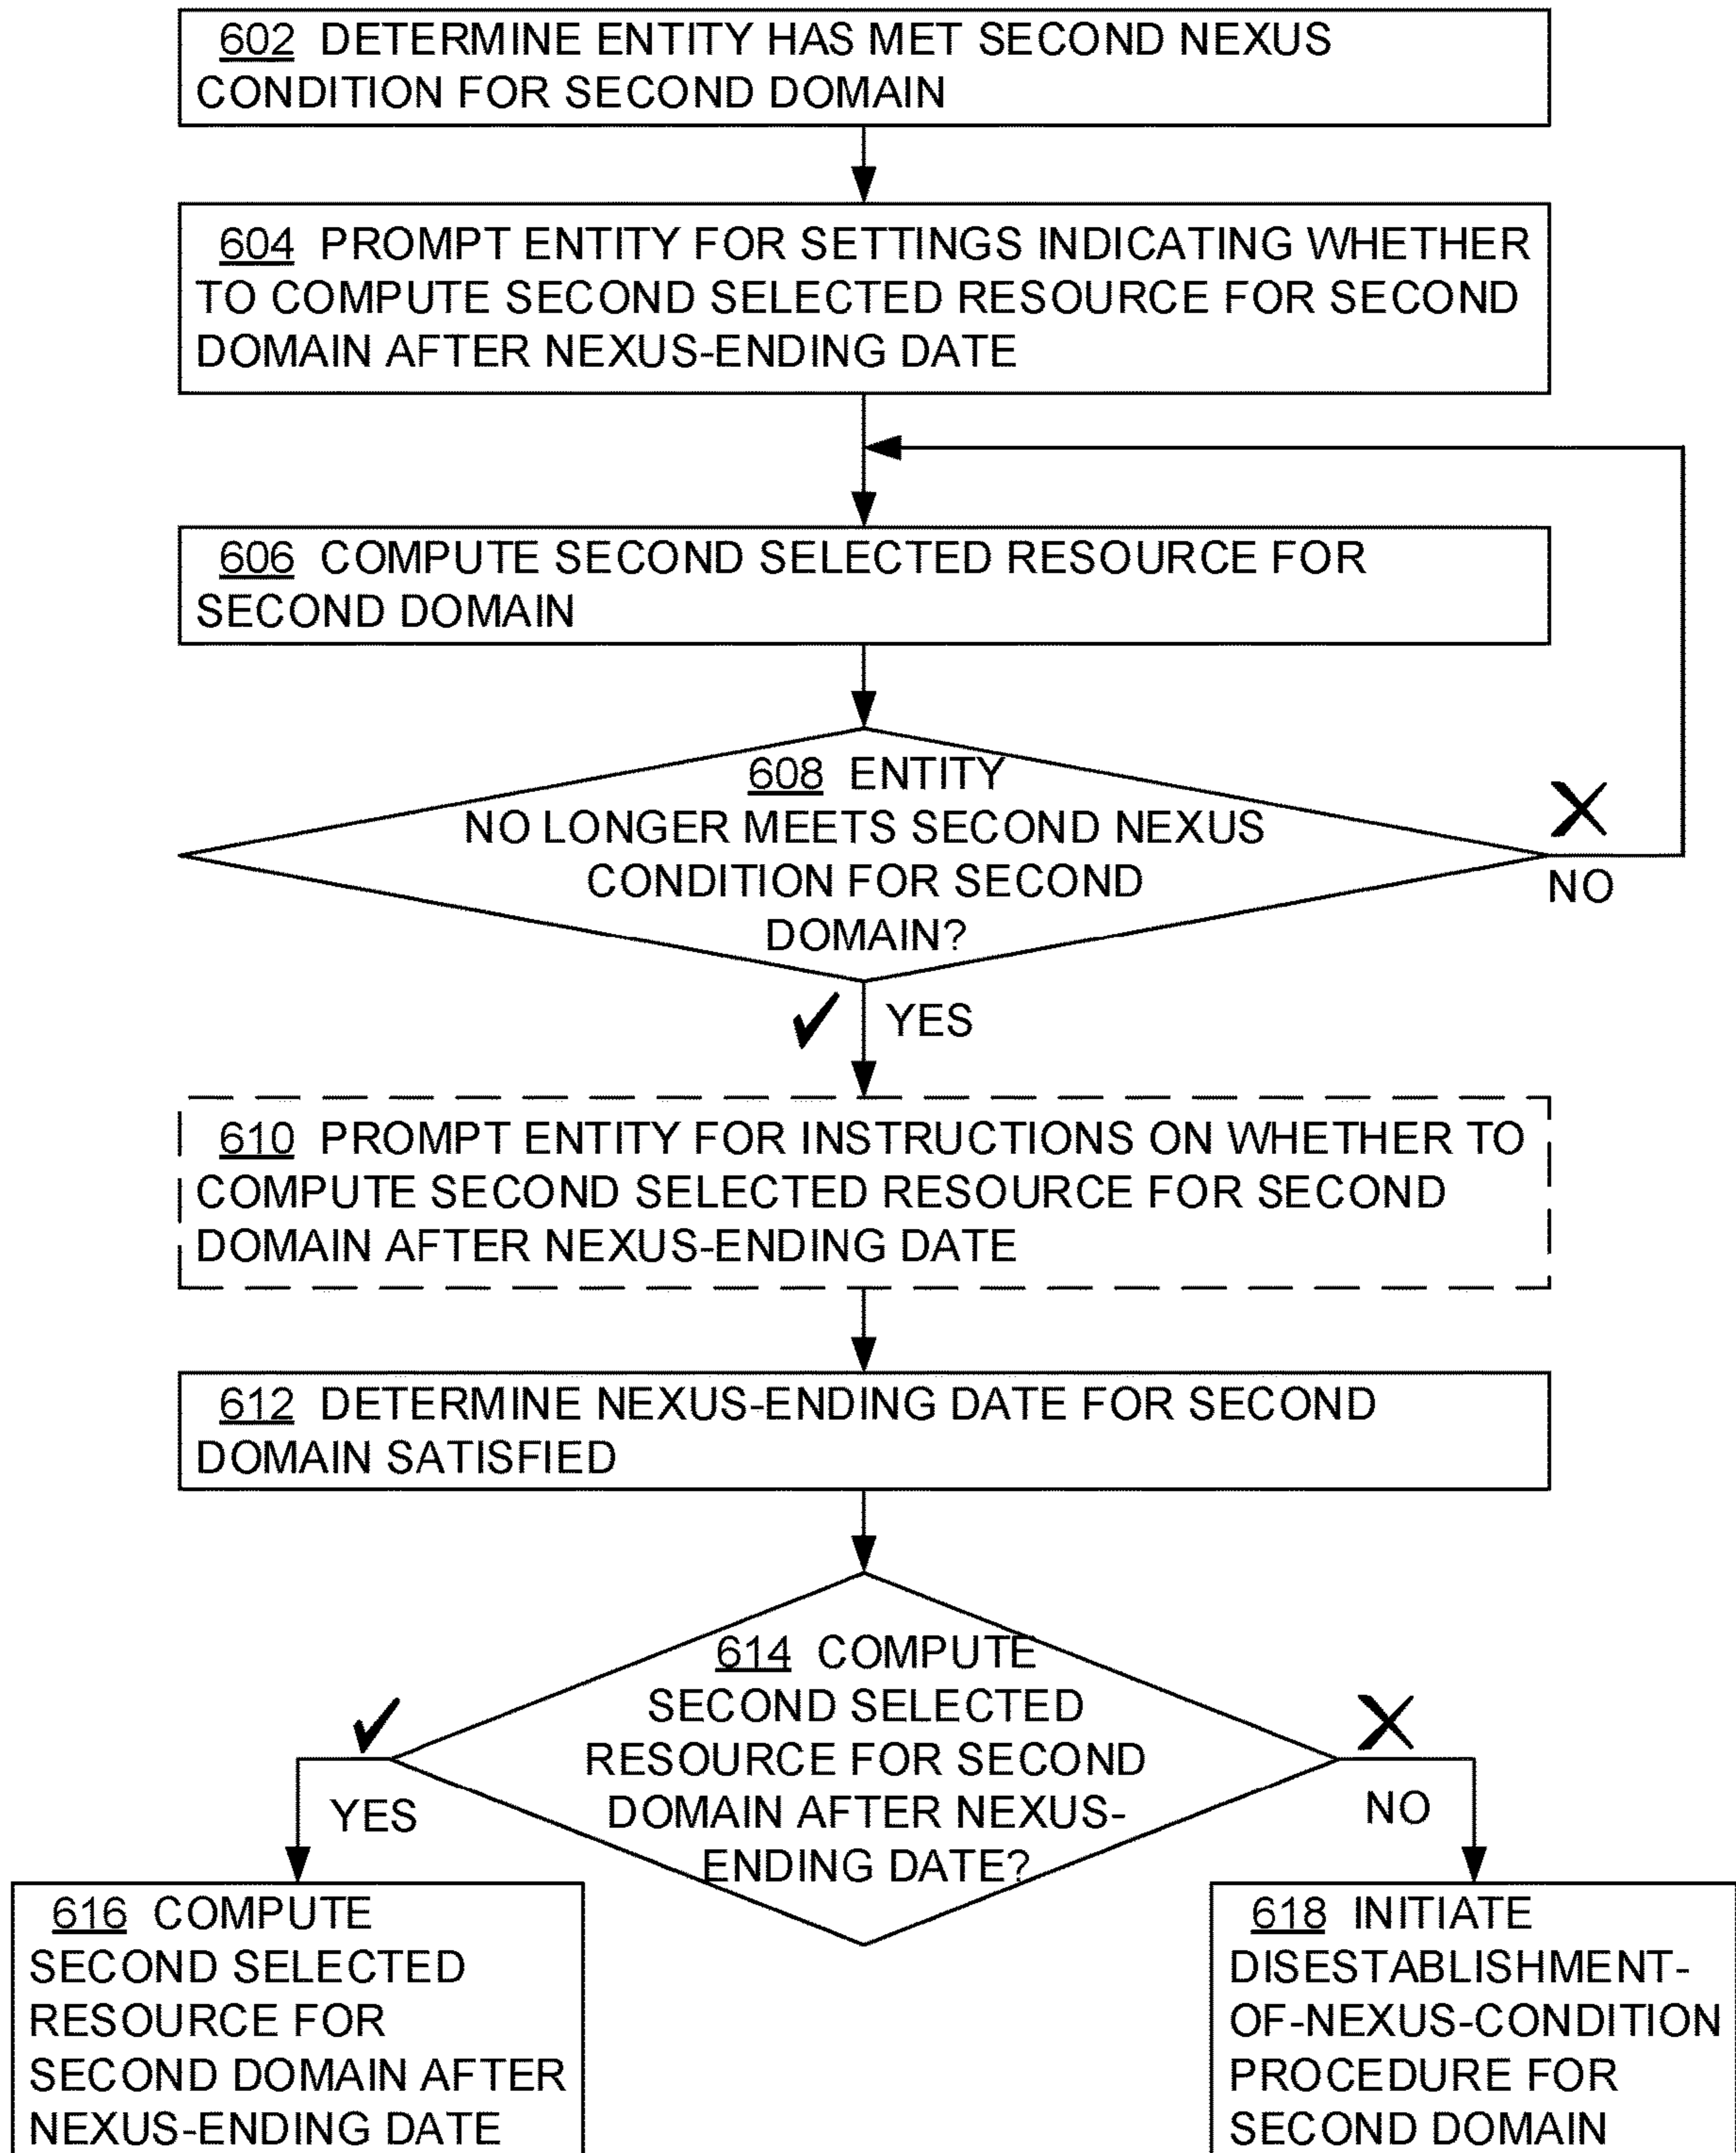 602 DETERMINE ENTITY HAS MET SECOND NEXUS
CONDITION FOR SECOND DOMAIN
604 PROMPT ENTITY FOR SETTINGS INDICATING WHETHER
TO COMPUTE SECOND SELECTED RESOURCE FOR SECOND
DOMAIN AFTER NEXUS-ENDING DATE
606 COMPUTE SECOND SELECTED RESOURCE FOR
SECOND DOMAIN
608 ENTITY
NO LONGER MEETS SECOND NEXUS
CONDITION FOR SECOND
DOMAIN?
NO
YES
610 PROMPT ENTITY FOR INSTRUCTIONS ON WHETHER TO
COMPUTE SECOND SELECTED RESOURCE FOR SECOND
DOMAIN AFTER NEXUS-ENDING DATE
612 DETERMINE NEXUS-ENDING DATE FOR SECOND
DOMAIN SATISFIED
614 COMPUTE
SECOND SELECTED
RESOURCE FOR SECOND
DOMAIN AFTER NEXUS-
ENDING DATE?
YES
NO
616 COMPUTE
SECOND SELECTED
RESOURCE FOR
SECOND DOMAIN AFTER
NEXUS-ENDING DATE
618 INITIATE
DISESTABLISHMENT-
OF-NEXUS-CONDITION
PROCEDURE FOR
SECOND DOMAIN